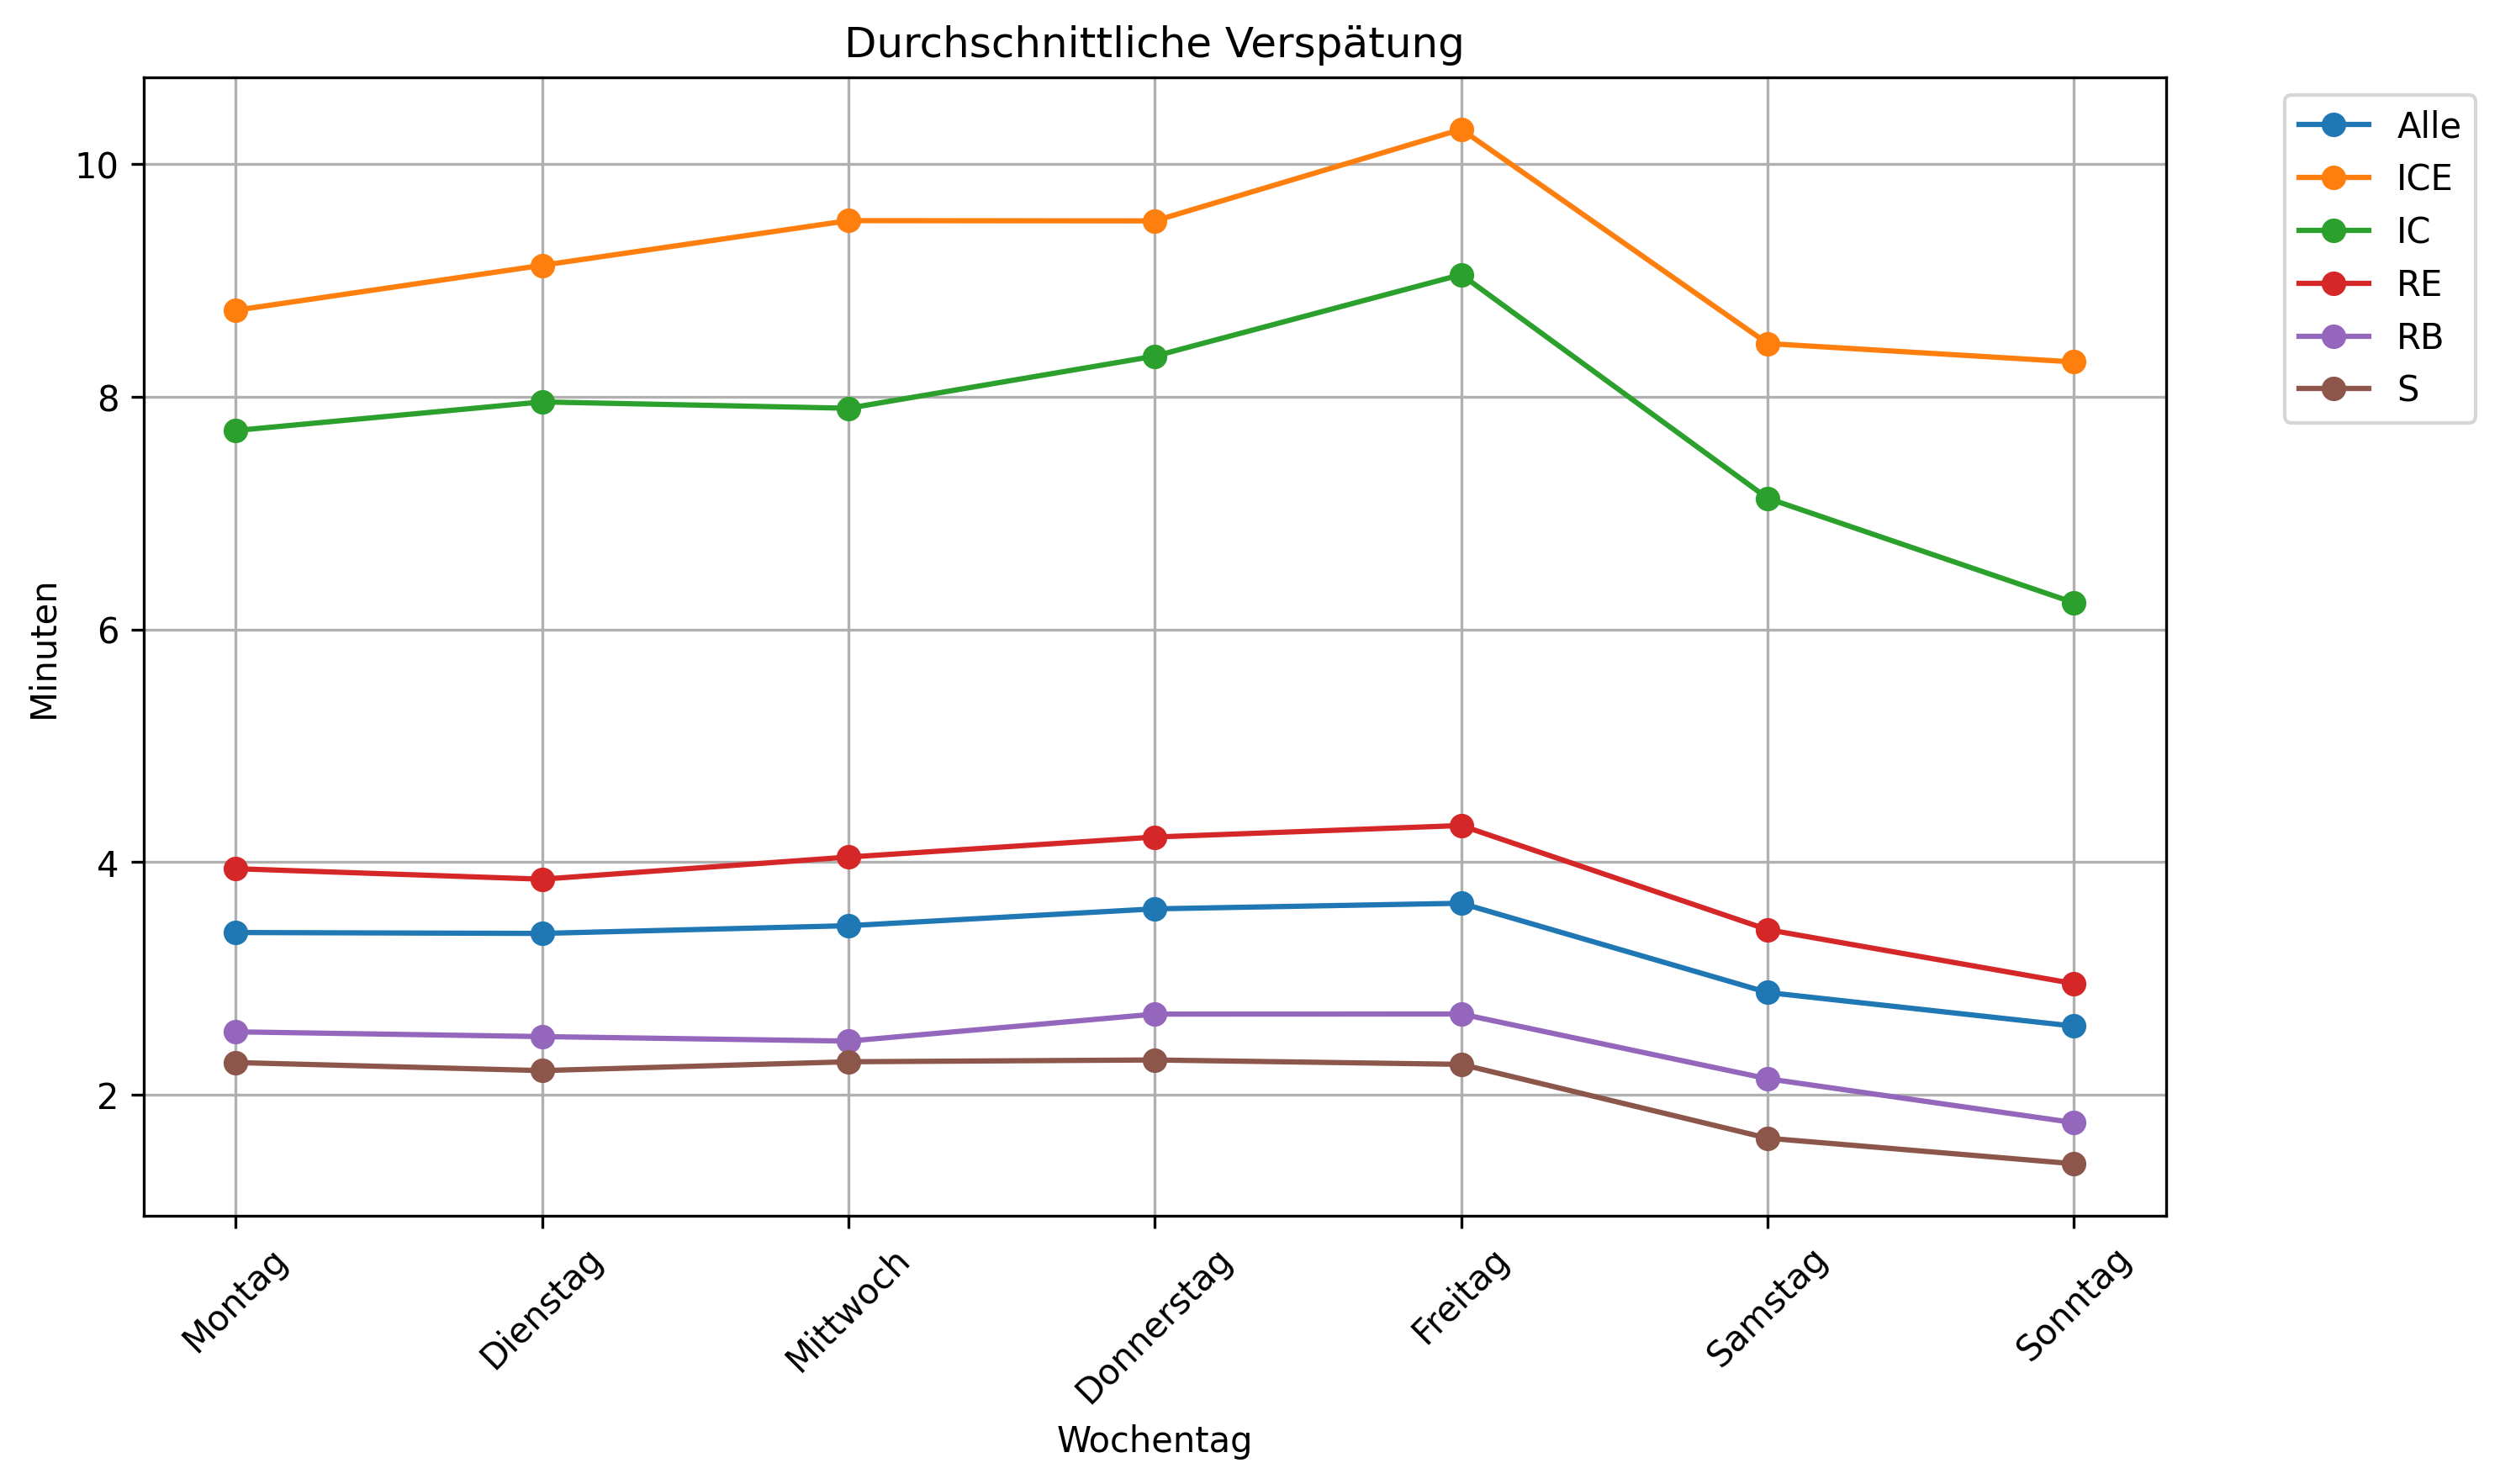 Durchschnittliche Verspätung
Minuten
10
8
6
4
2
Montag
Dienstag
Mittwoch
Donnerstag
Freitag
Samstag
Sonntag
Wochentag
Alle
ICE
IC
RE
RB
S